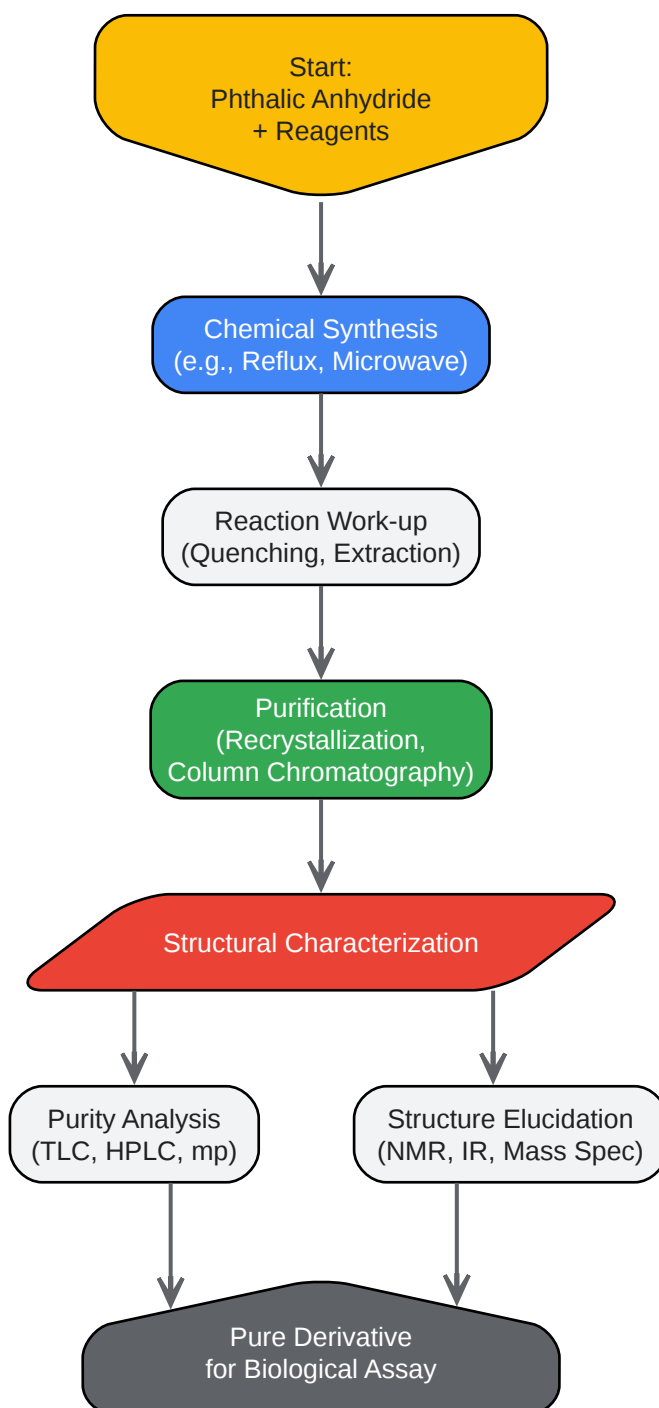 Start:
Phthalic Anhydride
+ Reagents
Chemical Synthesis
(e.g., Reflux, Microwave)
Reaction Work-up
(Quenching, Extraction)
Purification
(Recrystallization,
Column Chromatography)
Structural Characterization
Purity Analysis
(TLC, HPLC, mp)
Structure Elucidation
(NMR, IR, Mass Spec)
Pure Derivative
for Biological Assay